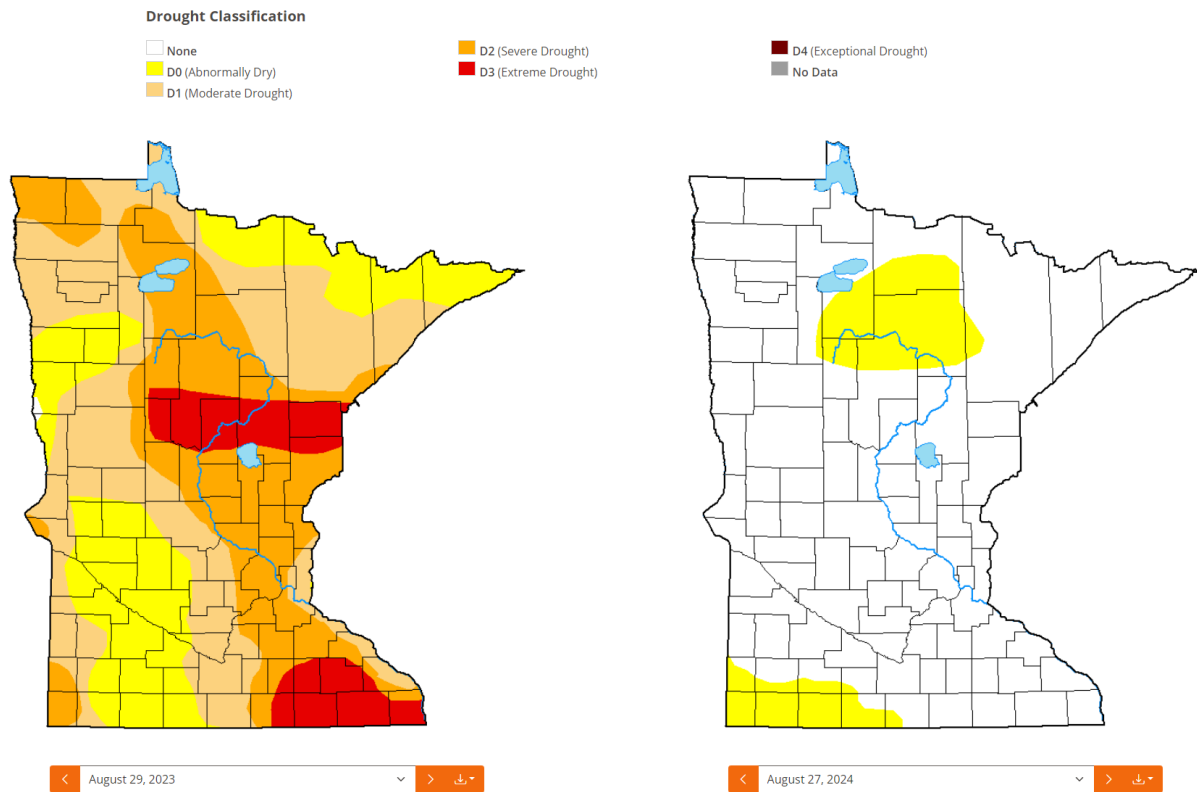 Drought Classification
None
D0 (Abnormally Dry)
D1 (Moderate Drought)
D2 (Severe Drought)
D3 (Extreme Drought)
D4 (Exceptional Drought)
No Data
August 29, 2023
August 27, 2024